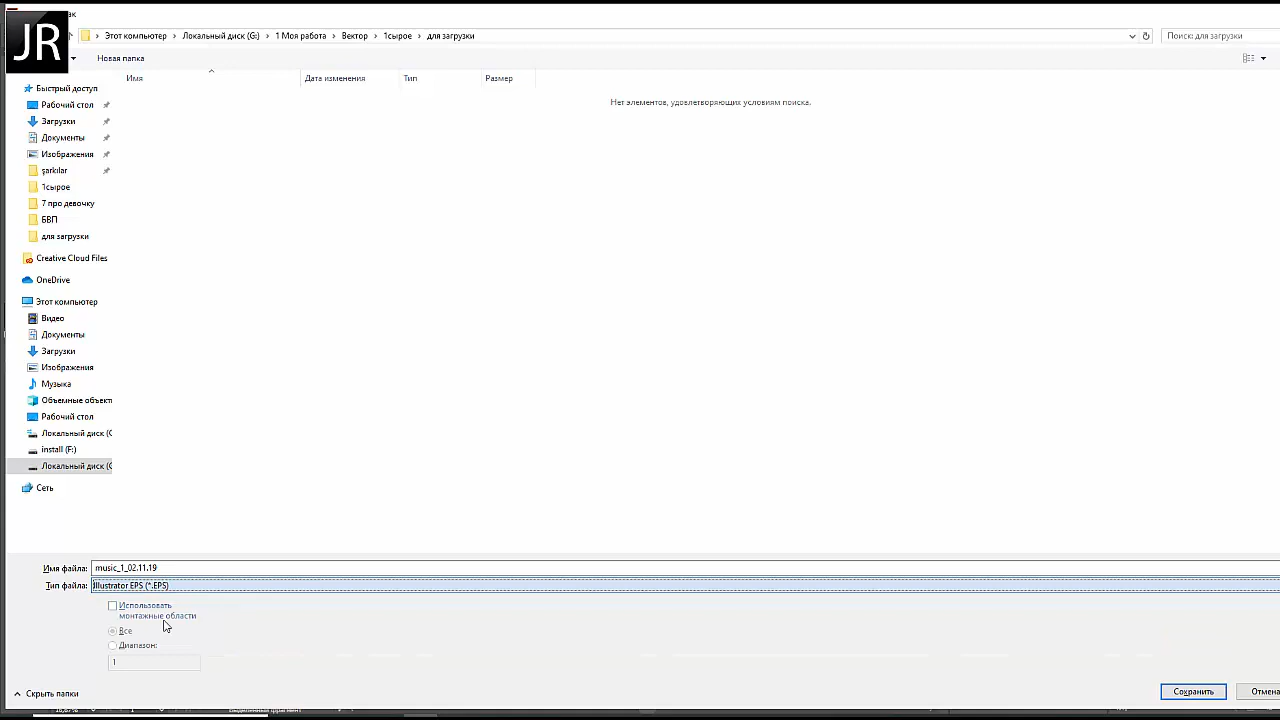 JR
ак
Этот компьютер › Локальный диск (G:) › 1 Моя работа › Вектор › 1сырое › для загрузки
Поиск: для загрузки
Новая папка
Имя Дата изменения Тип Размер
Нет элементов, удовлетворяющих условиям поиска.
Быстрый доступ
Рабочий стол
Загрузки
Документы
Изображения
şarkılar
1сырое
7 про девочку
БВП
для загрузки
Creative Cloud Files
OneDrive
Этот компьютер
Видео
Документы
Загрузки
Изображения
Музыка
Объемные объект
Рабочий стол
Локальный диск (C
install (F:)
Локальный диск (G
Сеть
Имя файла: music_1_02.11.19
Тип файла: Illustrator EPS (*.EPS)
Использовать
монтажные области
Все
Диапазон:
1
Скрыть папки
Сохранить
Отмена